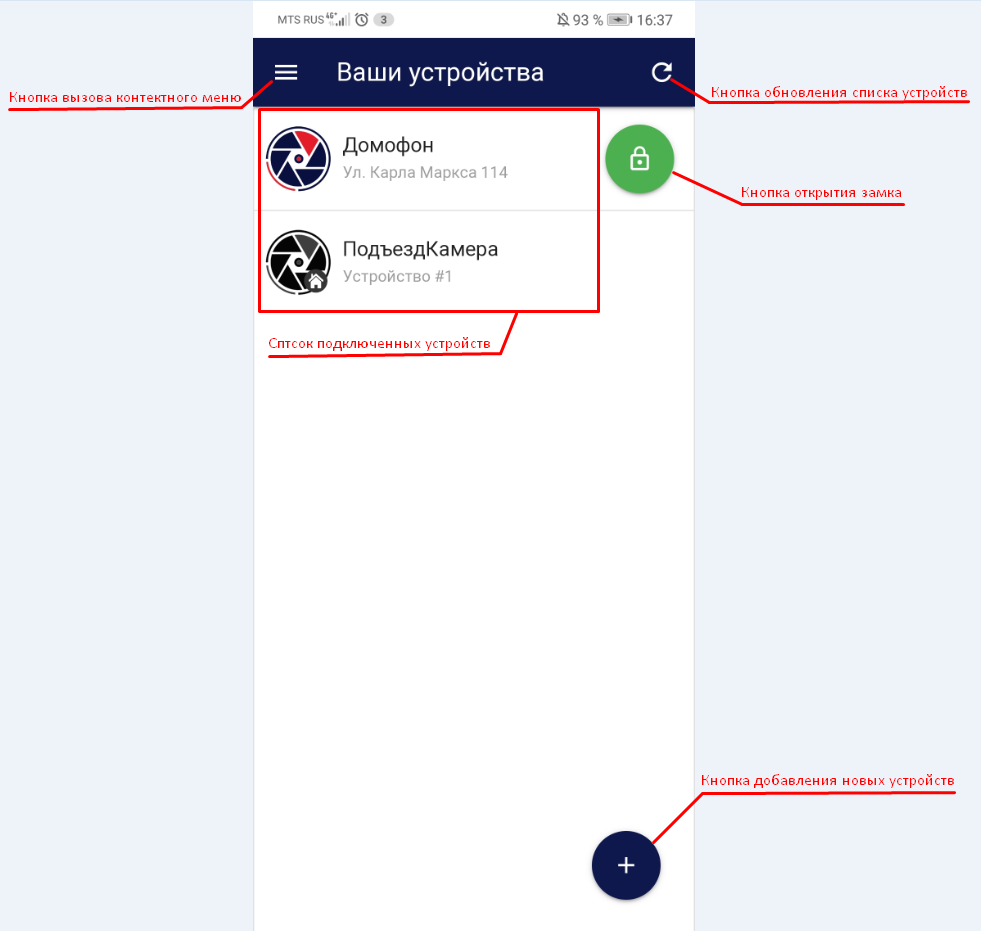 MTS RUS 4G+ 3 93 % 16:37
Ваши устройства
Кнопка вызова контектного меню
Кнопка обновления списка устройств
Домофон
Ул. Карла Маркса 114
Кнопка открытия замка
ПодъездКамера
Устройство #1
Сптсок подключенных устройств
Кнопка добавления новых устройств